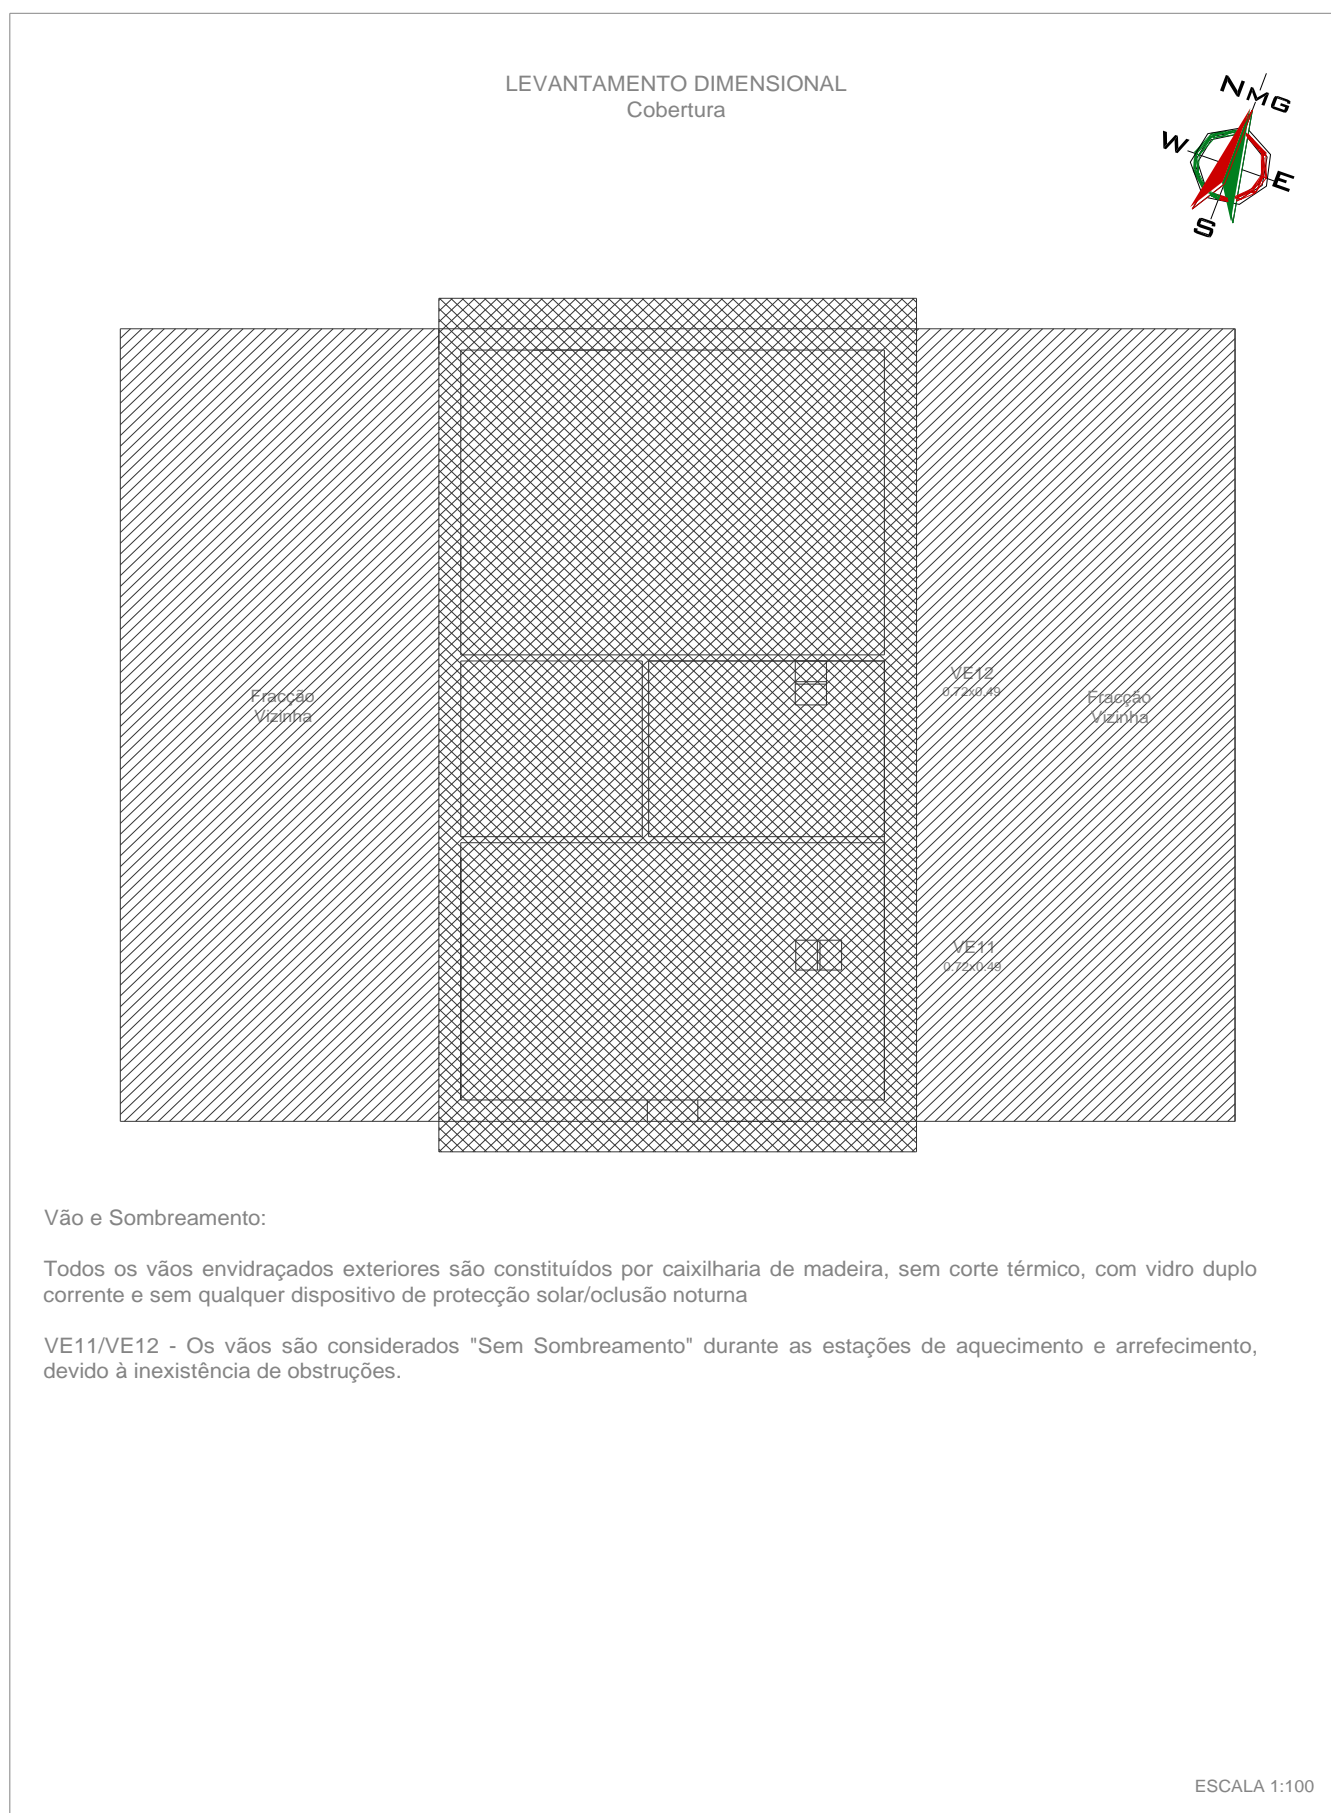 LEVANTAMENTO DIMENSIONAL
Cobertura
NMG
W
E
S
VE12
0.72x0.49
Fracção
Vizinha
Fracção
Vizinha
VE11
0.72x0.49
Vão e Sombreamento:
Todos os vãos envidraçados exteriores são constituídos por caixilharia de madeira, sem corte térmico, com vidro duplo
corrente e sem qualquer dispositivo de protecção solar/oclusão noturna
VE11/VE12 - Os vãos são considerados "Sem Sombreamento" durante as estações de aquecimento e arrefecimento,
devido à inexistência de obstruções.
ESCALA 1:100